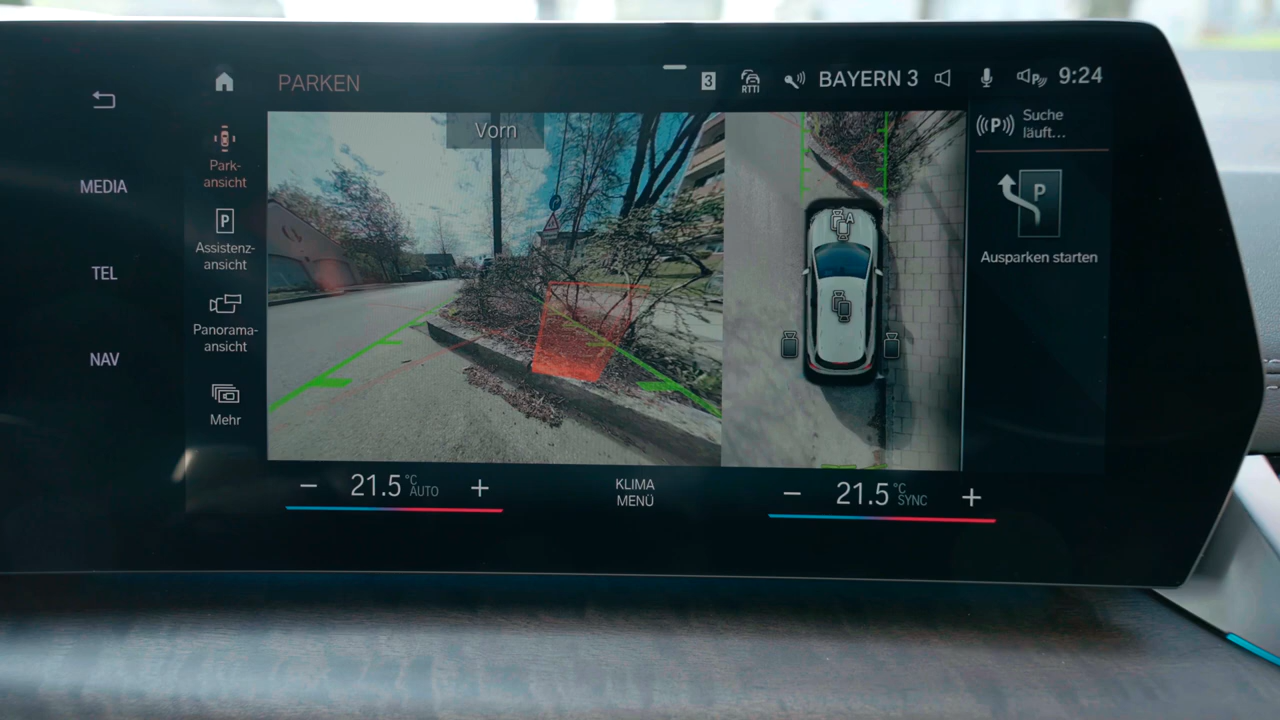 PARKEN
3
RTTI
BAYERN 3
P
9:24
MEDIA
TEL
NAV
Park-
ansicht
P
Assistenz-
ansicht
Panorama-
ansicht
Mehr
Vorn
A
P
Suche
läuft...
P
Ausparken starten
− 21.5 °C AUTO +
KLIMA
MENÜ
− 21.5 °C SYNC +